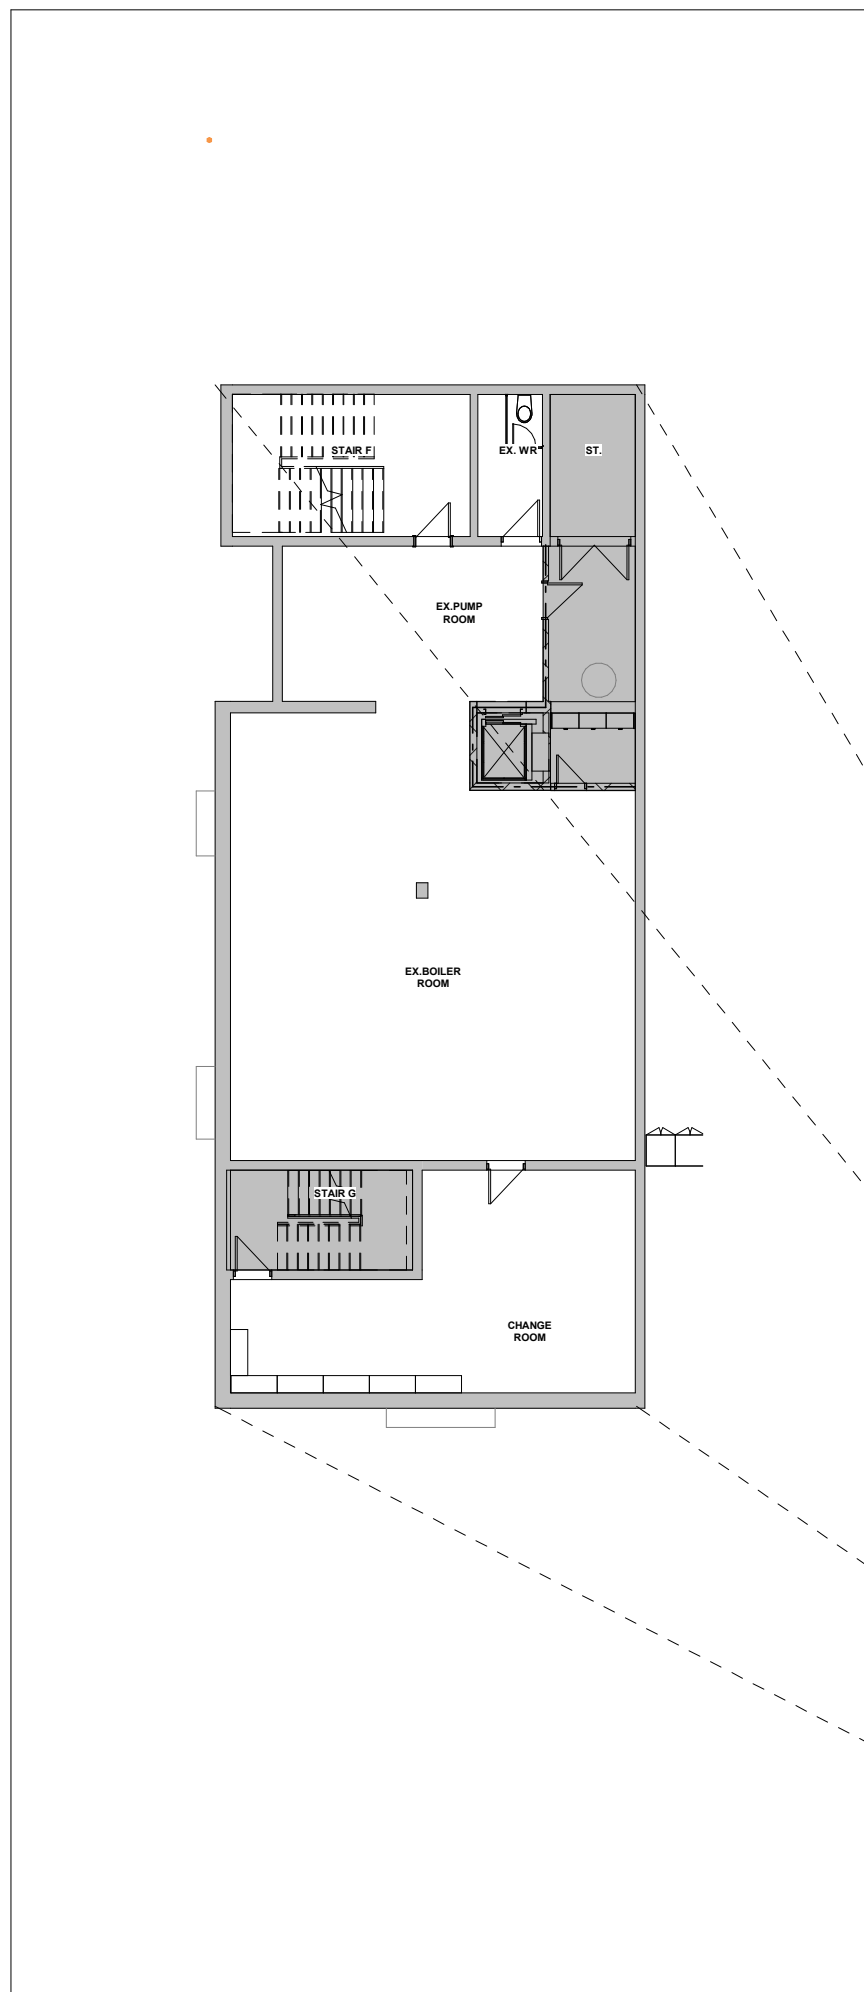 STAIR F
EX. WR
ST.
EX.PUMP
ROOM
EX.BOILER
ROOM
STAIR G
CHANGE
ROOM